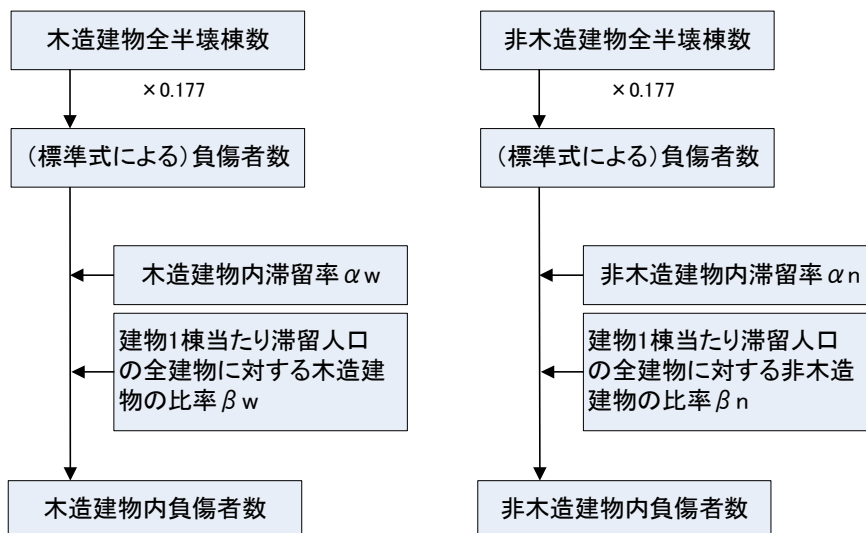 木造建物全半壊棟数
×0.177
(標準式による)負傷者数
木造建物内滞留率αw
建物1棟当たり滞留人口
の全建物に対する木造建
物の比率βw
木造建物内負傷者数
非木造建物全半壊棟数
×0.177
(標準式による)負傷者数
非木造建物内滞留率αn
建物1棟当たり滞留人口
の全建物に対する非木造
建物の比率βn
非木造建物内負傷者数